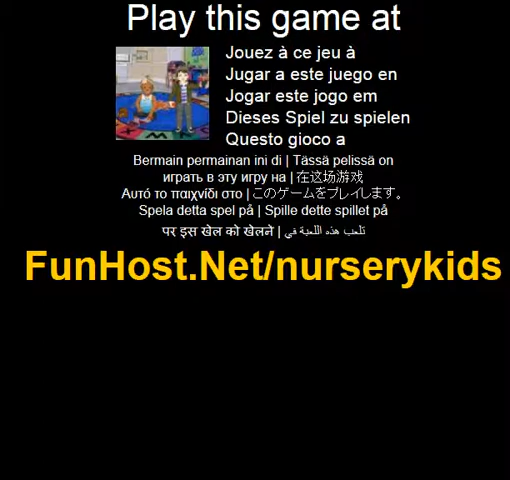 Play this game at
Jouez à ce jeu à
Jugar a este juego en
Jogar este jogo em
Dieses Spiel zu spielen
Questo gioco a
Bermain permainan ini di | Tässä pelissä on
играть в эту игру на | 在这场游戏
Αυτό το παιχνίδι στο | このゲームをプレイします。
Spela detta spel på | Spille dette spillet på
पर इस खेल को खेलने | تلعب هذه اللعبة في
FunHost.Net/nurserykids